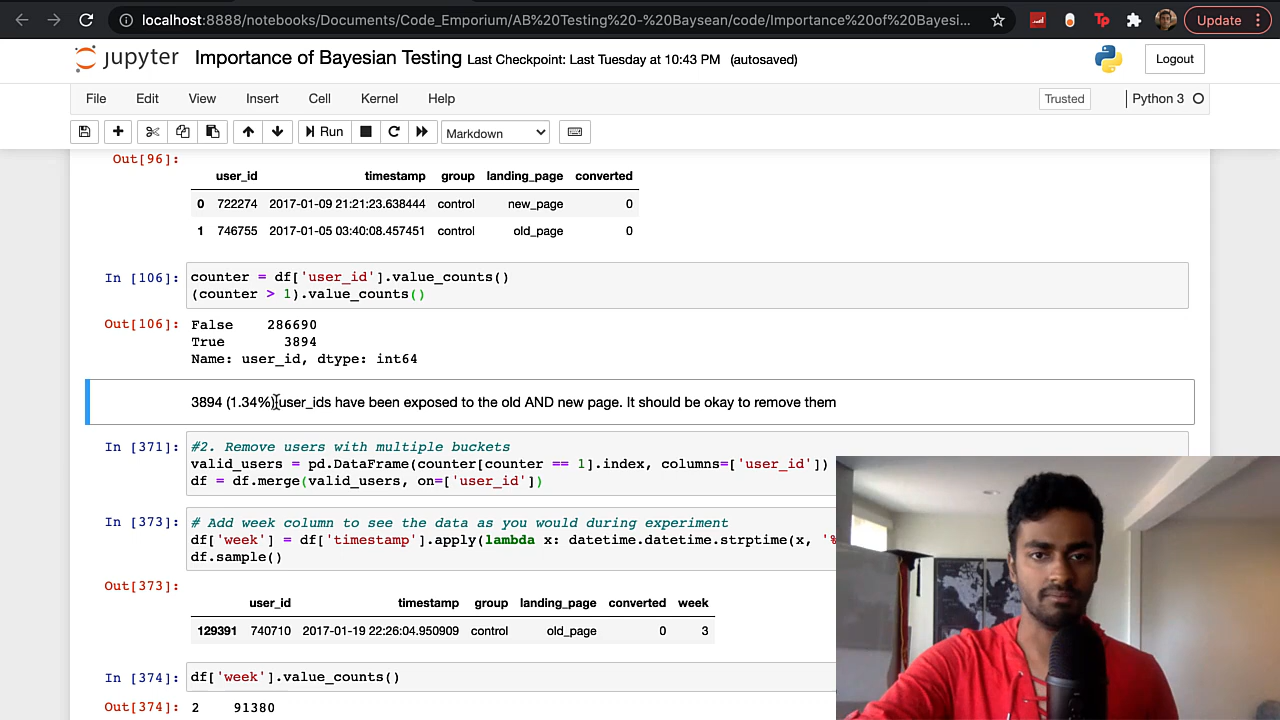 localhost:8888/notebooks/Documents/Code_Emporium/AB%20Testing%20-%20Baysean/code/Importance%20of%20Bayesi...
Tp
Update
jupyter Importance of Bayesian Testing Last Checkpoint: Last Tuesday at 10:43 PM (autosaved)
Logout
File Edit View Insert Cell Kernel Help
Trusted
Python 3
Run
Markdown
Out[96]:
user_id timestamp group landing_page converted
0 722274 2017-01-09 21:21:23.638444 control new_page 0
1 746755 2017-01-05 03:40:08.457451 control old_page 0
In [106]: counter = df['user_id'].value_counts()
(counter > 1).value_counts()
Out[106]: False 286690
True 3894
Name: user_id, dtype: int64
3894 (1.34%) user_ids have been exposed to the old AND new page. It should be okay to remove them
In [371]: #2. Remove users with multiple buckets
valid_users = pd.DataFrame(counter[counter == 1].index, columns=['user_id'])
df = df.merge(valid_users, on=['user_id'])
In [373]: # Add week column to see the data as you would during experiment
df['week'] = df['timestamp'].apply(lambda x: datetime.datetime.strptime(x, '%
df.sample()
Out[373]:
user_id timestamp group landing_page converted week
129391 740710 2017-01-19 22:26:04.950909 control old_page 0 3
In [374]: df['week'].value_counts()
Out[374]: 2 91380